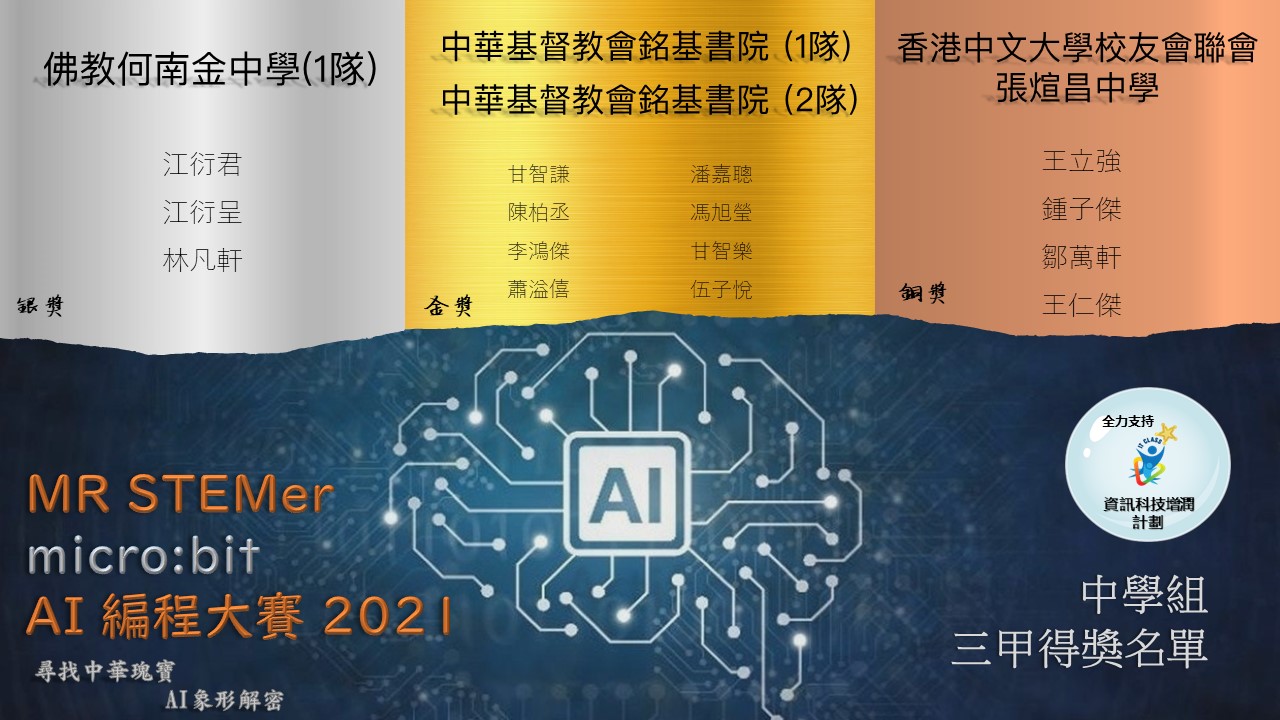 佛教何南金中學(1隊)
江衍君
江衍呈
林凡軒
銀獎
中華基督教會銘基書院 (1隊)
中華基督教會銘基書院 (2隊)
甘智謙 潘嘉聰
陳柏丞 馮旭瑩
李鴻傑 甘智樂
蕭溢僖 伍子悅
金獎
香港中文大學校友會聯會
張煊昌中學
王立強
鍾子傑
鄒萬軒
王仁傑
銅獎
AI
全力支持
IT CLASS
資訊科技增潤
計劃
MR STEMer
micro:bit
AI 編程大賽 2021
尋找中華瑰寶
AI象形解密
中學組
三甲得獎名單